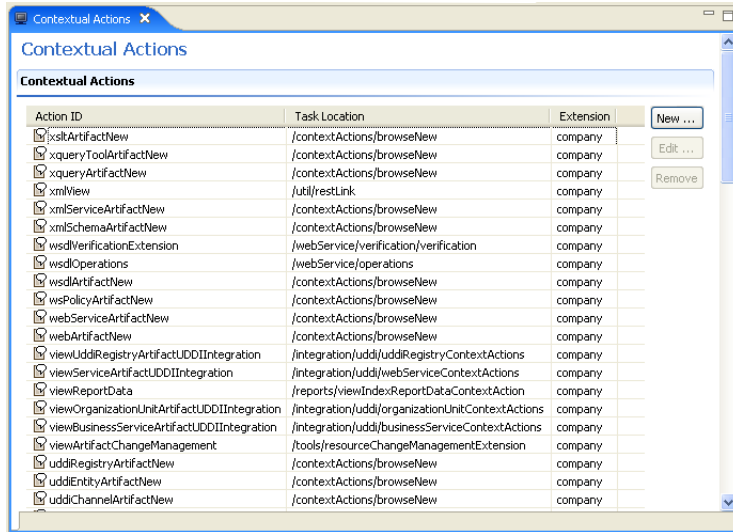 Contextual Actions
Contextual Actions
Contextual Actions
Action ID Task Location Extension New ...
xsltArtifactNew /contextActions/browseNew company
xqueryToolArtifactNew /contextActions/browseNew company Edit ...
xqueryArtifactNew /contextActions/browseNew company Remove
xmlView /util/restLink company
xmlServiceArtifactNew /contextActions/browseNew company
xmlSchemaArtifactNew /contextActions/browseNew company
wsdlVerificationExtension /webService/verification/verification company
wsdlOperations /webService/operations company
wsdlArtifactNew /contextActions/browseNew company
wsPolicyArtifactNew /contextActions/browseNew company
webServiceArtifactNew /contextActions/browseNew company
webArtifactNew /contextActions/browseNew company
viewUddiRegistryArtifactUDDIIntegration /integration/uddi/uddiRegistryContextActions company
viewServiceArtifactUDDIIntegration /integration/uddi/webServiceContextActions company
viewReportData /reports/viewIndexReportDataContextAction company
viewOrganizationUnitArtifactUDDIIntegration /integration/uddi/organizationUnitContextActions company
viewBusinessServiceArtifactUDDIIntegration /integration/uddi/businessServiceContextActions company
viewArtifactChangeManagement /tools/resourceChangeManagementExtension company
uddiRegistryArtifactNew /contextActions/browseNew company
uddiEntityArtifactNew /contextActions/browseNew company
uddiChannelArtifactNew /contextActions/browseNew company